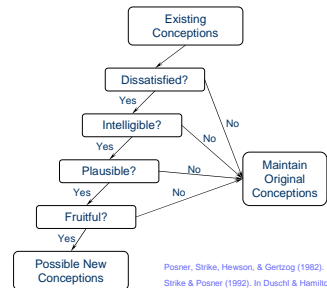 Existing
Conceptions
Dissatisfied?
Yes
No
Intelligible?
Yes
No
Plausible?
No
Yes
No
Fruitful?
Yes
Maintain
Original
Conceptions
Possible New
Conceptions
Posner, Strike, Hewson, & Gertzog (1982).
Strike & Posner (1992). In Duschl & Hamilto